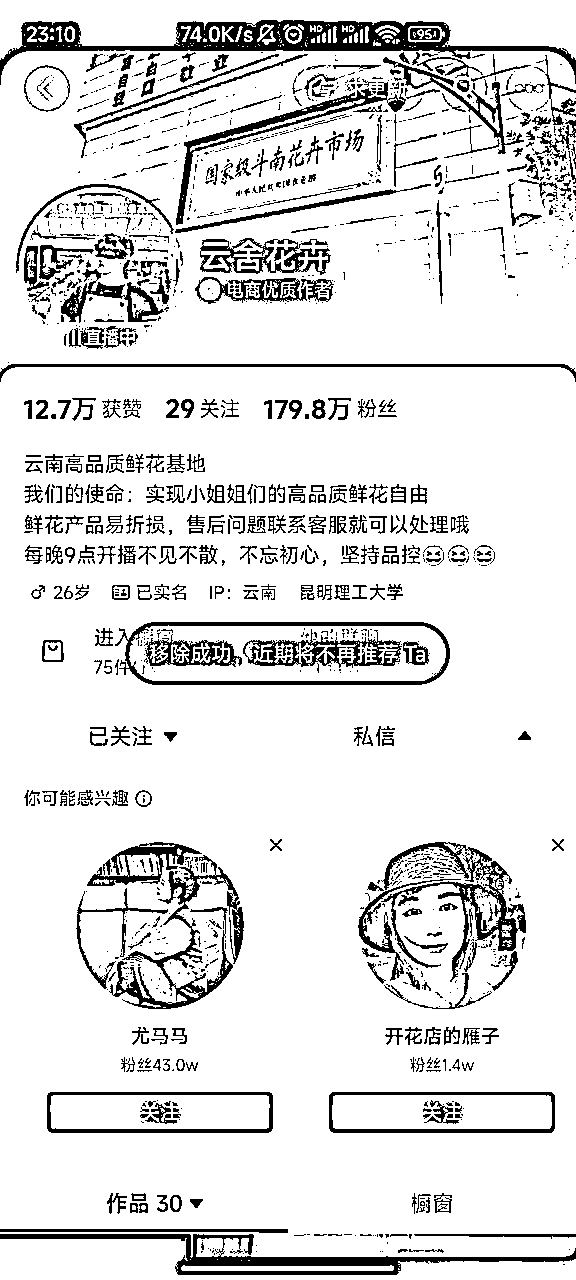 23:10 74.0K/s HD HD 95
求更新
国家级斗南花卉市场
云舍花卉
电商优质作者
直播中
12.7万 获赞 29 关注 179.8万 粉丝
云南高品质鲜花基地
我们的使命：实现小姐姐们的高品质鲜花自由
鲜花产品易折损，售后问题联系客服就可以处理哦
每晚9点开播不见不散，不忘初心，坚持品控😆😆😆
♂ 26岁 已实名 IP：云南 昆明理工大学
进入橱窗
75件
移除成功，近期将不再推荐 Ta
已关注 ▼ 私信 ▲
你可能感兴趣
尤马马 开花店的雁子
粉丝43.0w 粉丝1.4w
关注 关注
作品 30 ▼ 橱窗